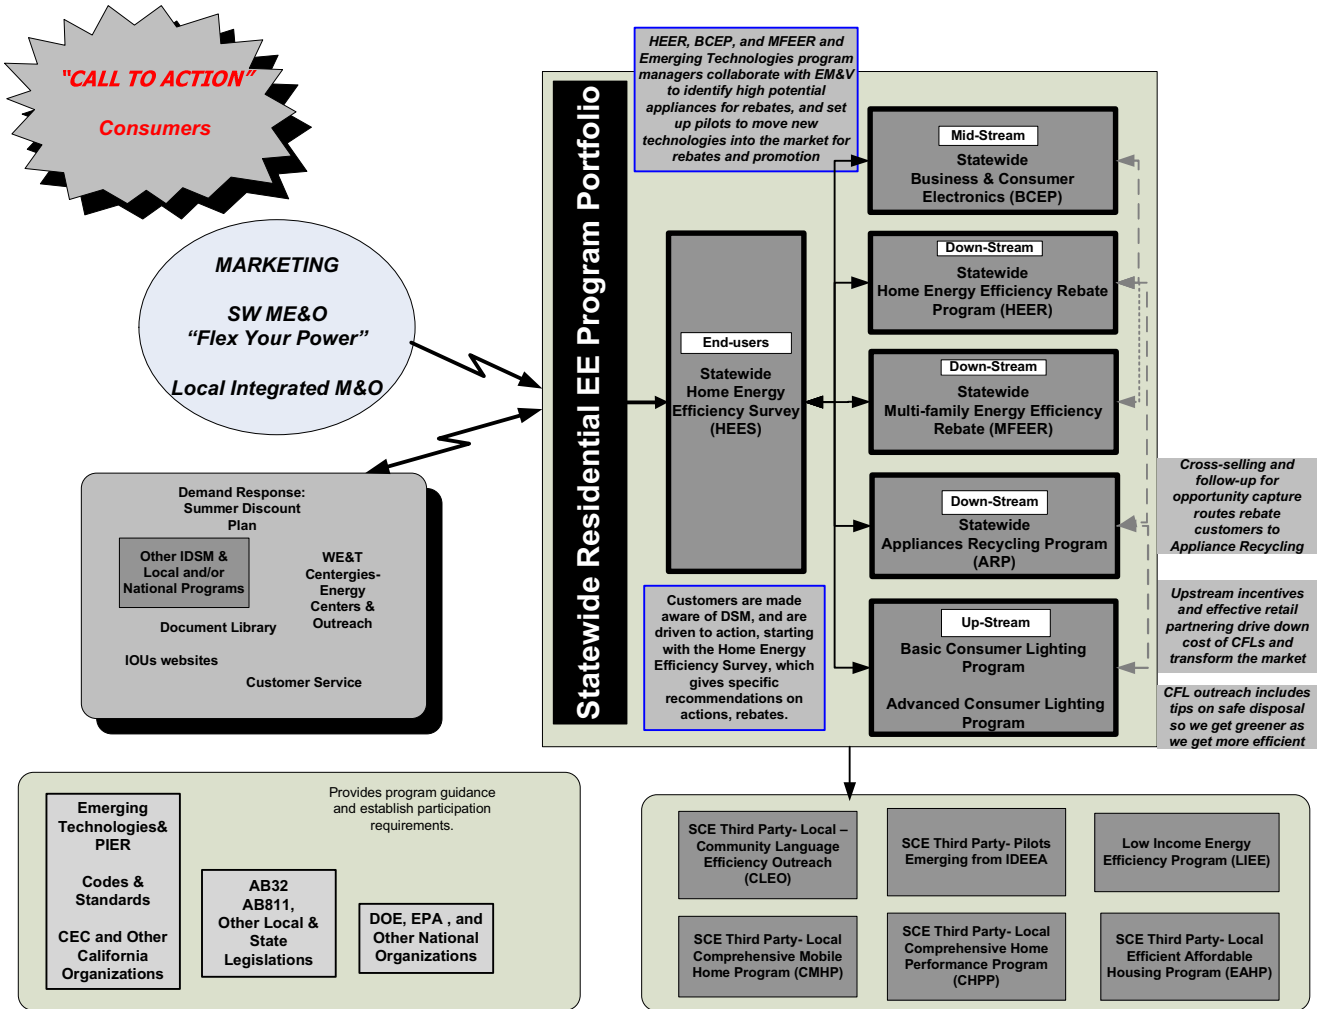 "CALL TO ACTION"
Consumers
MARKETING
SW ME&O
“Flex Your Power”
Local Integrated M&O
Demand Response:
Summer Discount
Plan
Other IDSM &
Local and/or
National Programs
WE&T
Centergies-
Energy
Centers &
Outreach
Document Library
IOUs websites
Customer Service
HEER, BCEP, and MFEER and
Emerging Technologies program
managers collaborate with EM&V
to identify high potential
appliances for rebates, and set
up pilots to move new
technologies into the market for
rebates and promotion
Statewide Residential EE Program Portfolio
End-users
Statewide
Home Energy
Efficiency Survey
(HEES)
Customers are made
aware of DSM, and are
driven to action, starting
with the Home Energy
Efficiency Survey, which
gives specific
recommendations on
actions, rebates.
Mid-Stream
Statewide
Business & Consumer
Electronics (BCEP)
Down-Stream
Statewide
Home Energy Efficiency Rebate
Program (HEER)
Down-Stream
Statewide
Multi-family Energy Efficiency
Rebate (MFEER)
Down-Stream
Statewide
Appliances Recycling Program
(ARP)
Up-Stream
Basic Consumer Lighting
Program
Advanced Consumer Lighting
Program
Cross-selling and
follow-up for
opportunity capture
routes rebate
customers to
Appliance Recycling
Upstream incentives
and effective retail
partnering drive down
cost of CFLs and
transform the market
CFL outreach includes
tips on safe disposal
so we get greener as
we get more efficient
Emerging
Technologies&
PIER
Codes &
Standards
CEC and Other
California
Organizations
AB32
AB811,
Other Local &
State
Legislations
Provides program guidance
and establish participation
requirements.
DOE, EPA , and
Other National
Organizations
SCE Third Party- Local –
Community Language
Efficiency Outreach
(CLEO)
SCE Third Party- Pilots
Emerging from IDEEA
Low Income Energy
Efficiency Program (LIEE)
SCE Third Party- Local
Comprehensive Mobile
Home Program (CMHP)
SCE Third Party- Local
Comprehensive Home
Performance Program
(CHPP)
SCE Third Party- Local
Efficient Affordable
Housing Program (EAHP)